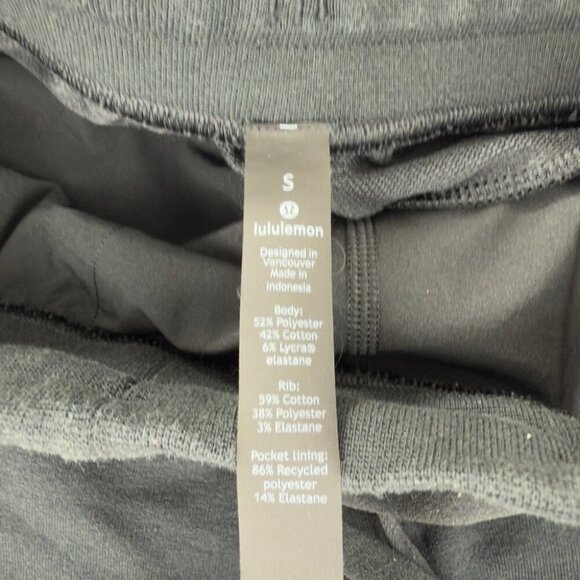 S
lululemon
Designed in
Vancouver
Made in
Indonesia
Body:
52% Polyester
42% Cotton
6% Lycra®
elastane
Rib:
59% Cotton
38% Polyester
3% Elastane
Pocket lining:
86% Recycled
polyester
14% Elastane